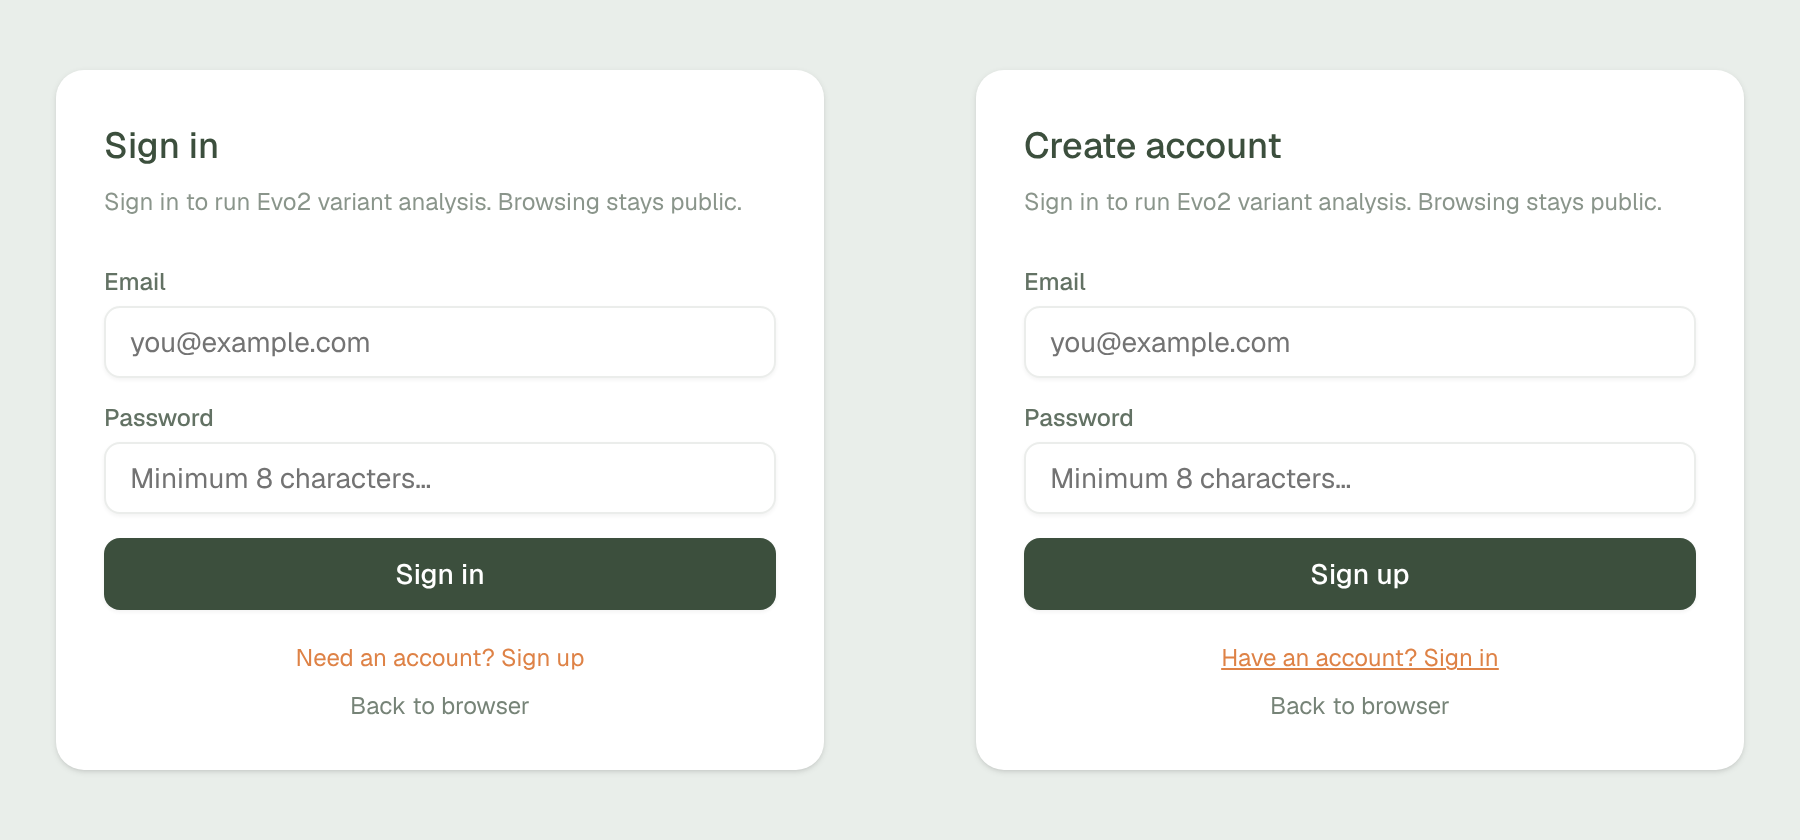 Sign in
Sign in to run Evo2 variant analysis. Browsing stays public.
Email
you@example.com
Password
Minimum 8 characters...
Sign in
Need an account? Sign up
Back to browser
Create account
Sign in to run Evo2 variant analysis. Browsing stays public.
Email
you@example.com
Password
Minimum 8 characters...
Sign up
Have an account? Sign in
Back to browser